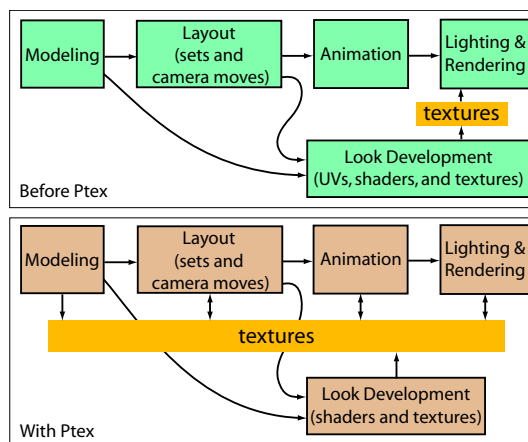 Modeling
Layout
(sets and
camera moves)
Animation
Lighting &
Rendering
textures
Look Development
(UVs, shaders, and textures)
Before Ptex
Modeling
Layout
(sets and
camera moves)
Animation
Lighting &
Rendering
textures
Look Development
(shaders and textures)
With Ptex